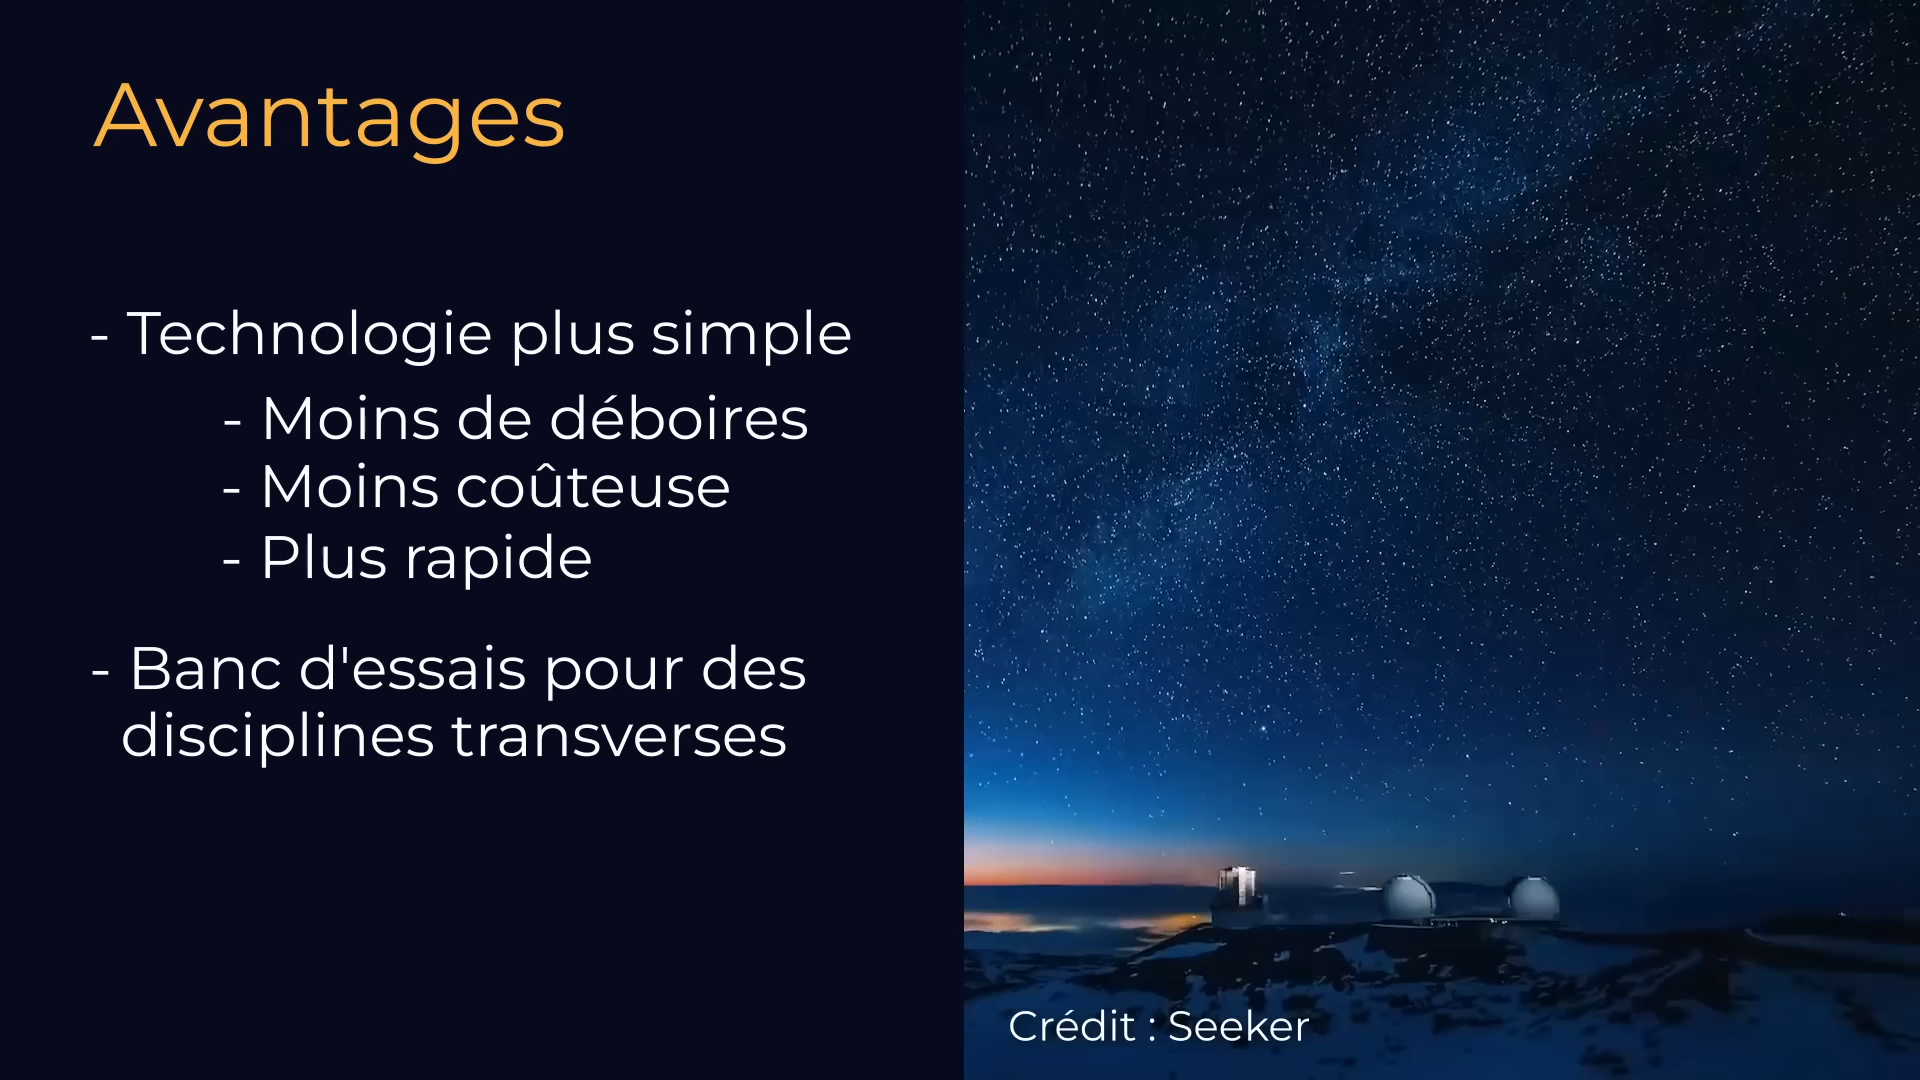 Avantages
- Technologie plus simple
- Moins de déboires
- Moins coûteuse
- Plus rapide
- Banc d'essais pour des
disciplines transverses
Crédit : Seeker